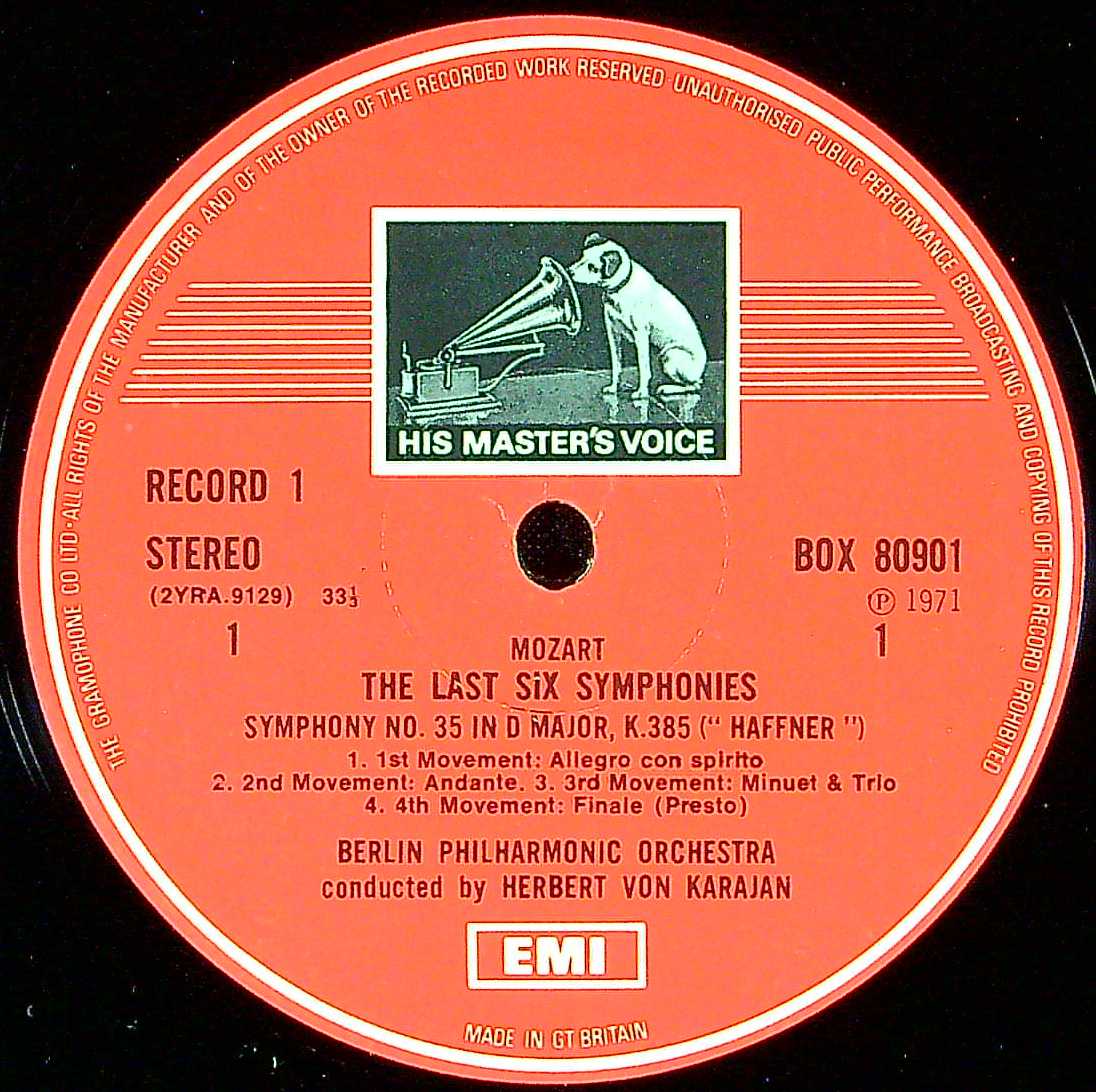 THE GRAMOPHONE CO LTD·ALL RIGHTS OF THE MANUFACTURER AND OF THE OWNER OF THE RECORDED WORK RESERVED UNAUTHORISED PUBLIC PERFORMANCE BROADCASTING AND COPYING OF THIS RECORD PROHIBITED
HIS MASTER'S VOICE
RECORD 1
STEREO
BOX 80901
(2YRA.9129) 33⅓
℗ 1971
1
1
MOZART
THE LAST SiX SYMPHONIES
SYMPHONY NO. 35 IN D MAJOR, K.385 (“ HAFFNER ”)
1. 1st Movement: Allegro con spirito
2. 2nd Movement: Andante. 3. 3rd Movement: Minuet & Trio
4. 4th Movement: Finale (Presto)
BERLIN PHILHARMONIC ORCHESTRA
conducted by HERBERT VON KARAJAN
EMI
MADE IN GT BRITAIN